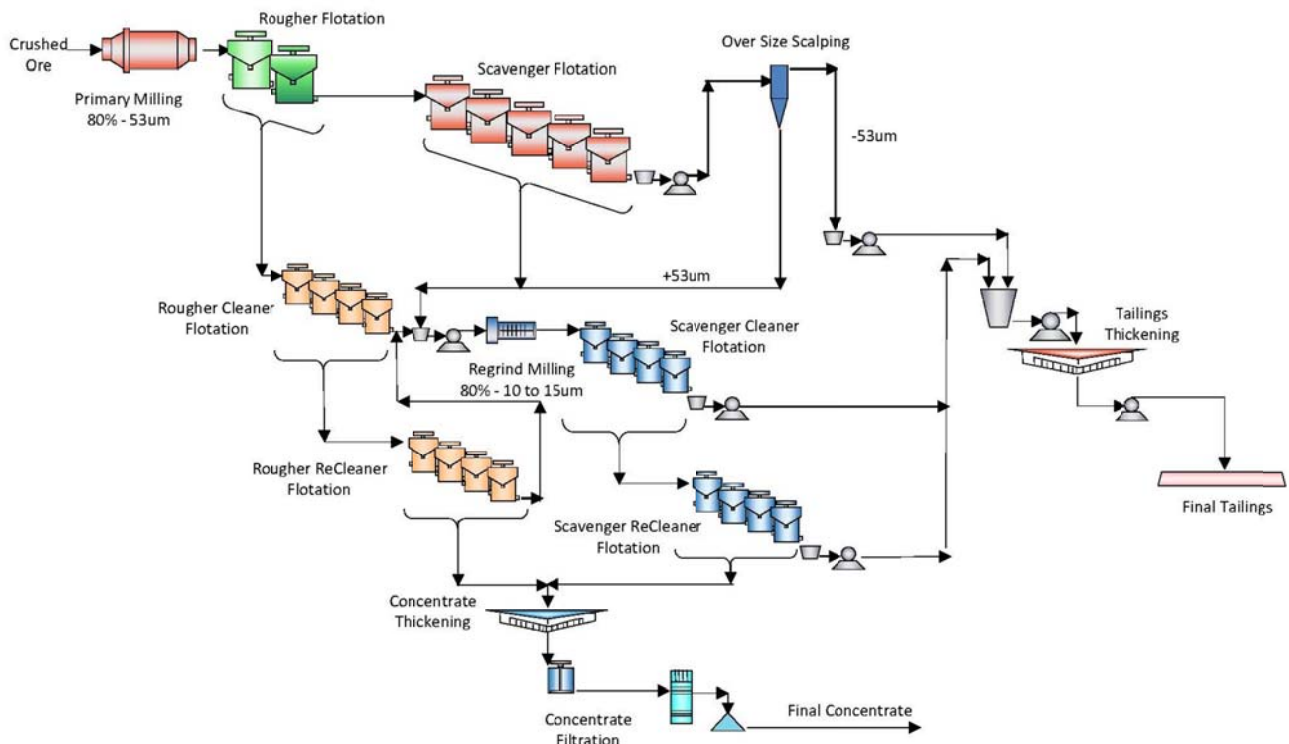 Rougher Flotation
Crushed
Ore
Over Size Scalping
Scavenger Flotation
Primary Milling
80% - 53um
-53um
+53um
Rougher Cleaner
Flotation
Scavenger Cleaner
Flotation
Tailings
Thickening
Regrind Milling
80% - 10 to 15um
Rougher ReCleaner
Flotation
Final Tailings
Scavenger ReCleaner
Flotation
Concentrate
Thickening
Final Concentrate
Concentrate
Filtration